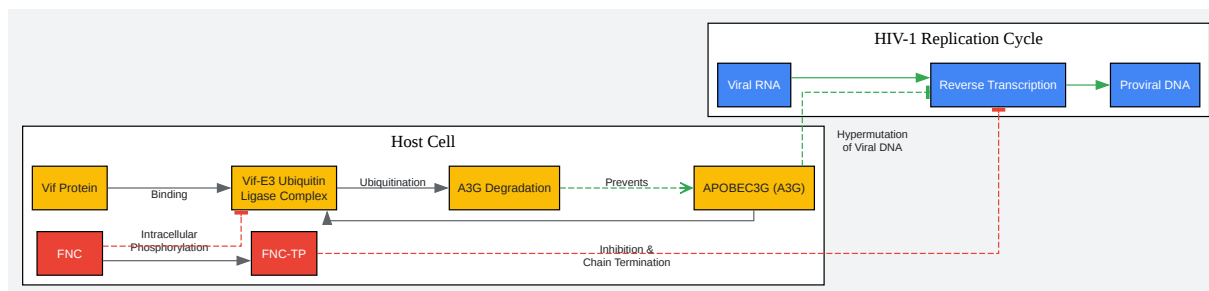 HIV-1 Replication Cycle
Viral RNA
Reverse Transcription
Proviral DNA
Hypermutation
of Viral DNA
Host Cell
Vif Protein
Binding
Vif-E3 Ubiquitin
Ligase Complex
Ubiquitination
A3G Degradation
Prevents
APOBEC3G (A3G)
FNC
Intracellular
Phosphorylation
FNC-TP
Inhibition &
Chain Termination